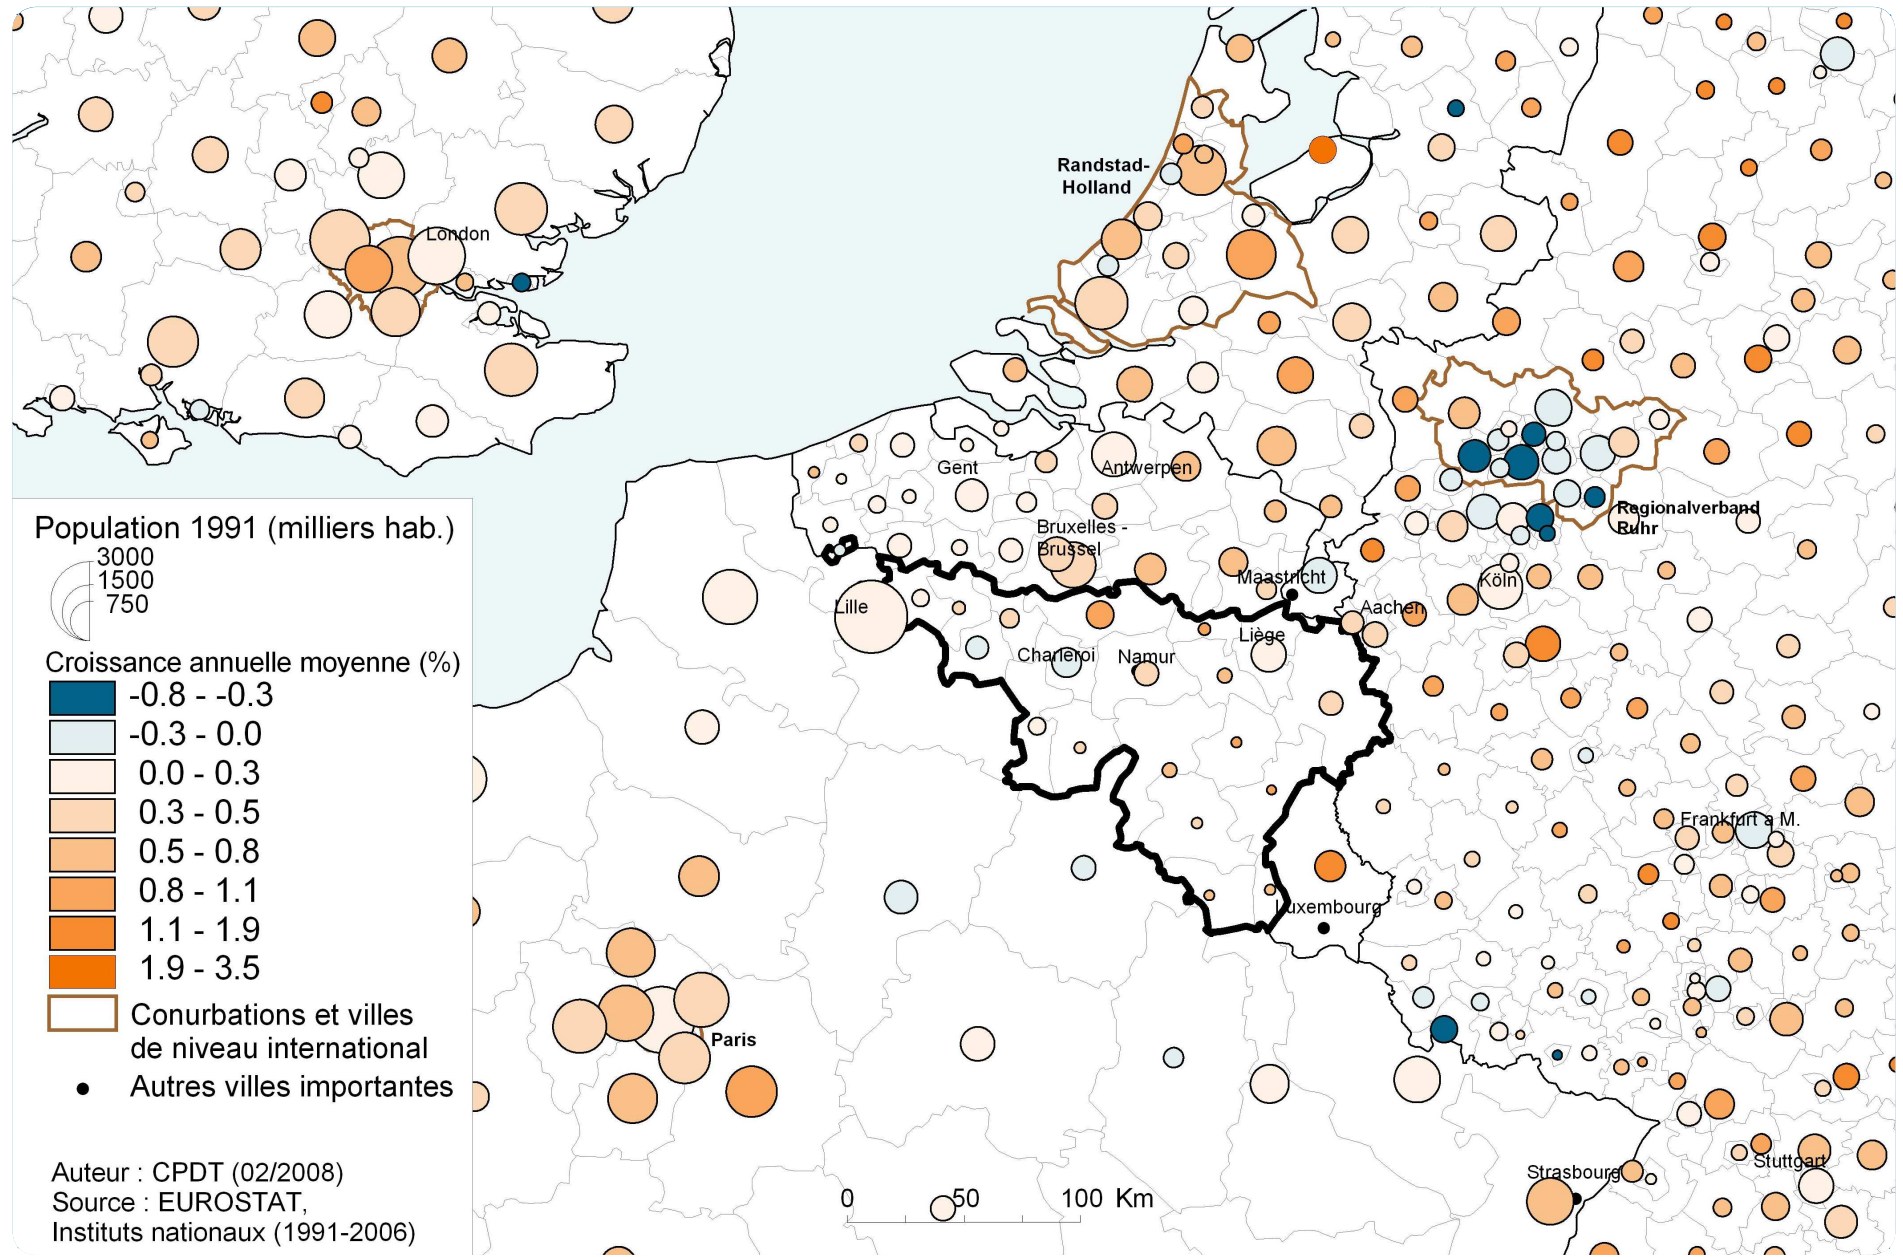 London
Randstad-
Holland
Gent
Antwerpen
Bruxelles -
Brussel
Maastricht
Regionalverband
Ruhr
Köln
Aachen
Lille
Liège
Charleroi
Namur
Frankfurt a M.
Luxembourg
Paris
Strasbourg
Stuttgart
Population 1991 (milliers hab.)
3000
1500
750
Croissance annuelle moyenne (%)
-0.8 - -0.3
-0.3 - 0.0
0.0 - 0.3
0.3 - 0.5
0.5 - 0.8
0.8 - 1.1
1.1 - 1.9
1.9 - 3.5
Conurbations et villes
de niveau international
Autres villes importantes
Auteur : CPDT (02/2008)
Source : EUROSTAT,
Instituts nationaux (1991-2006)
0 50 100 Km